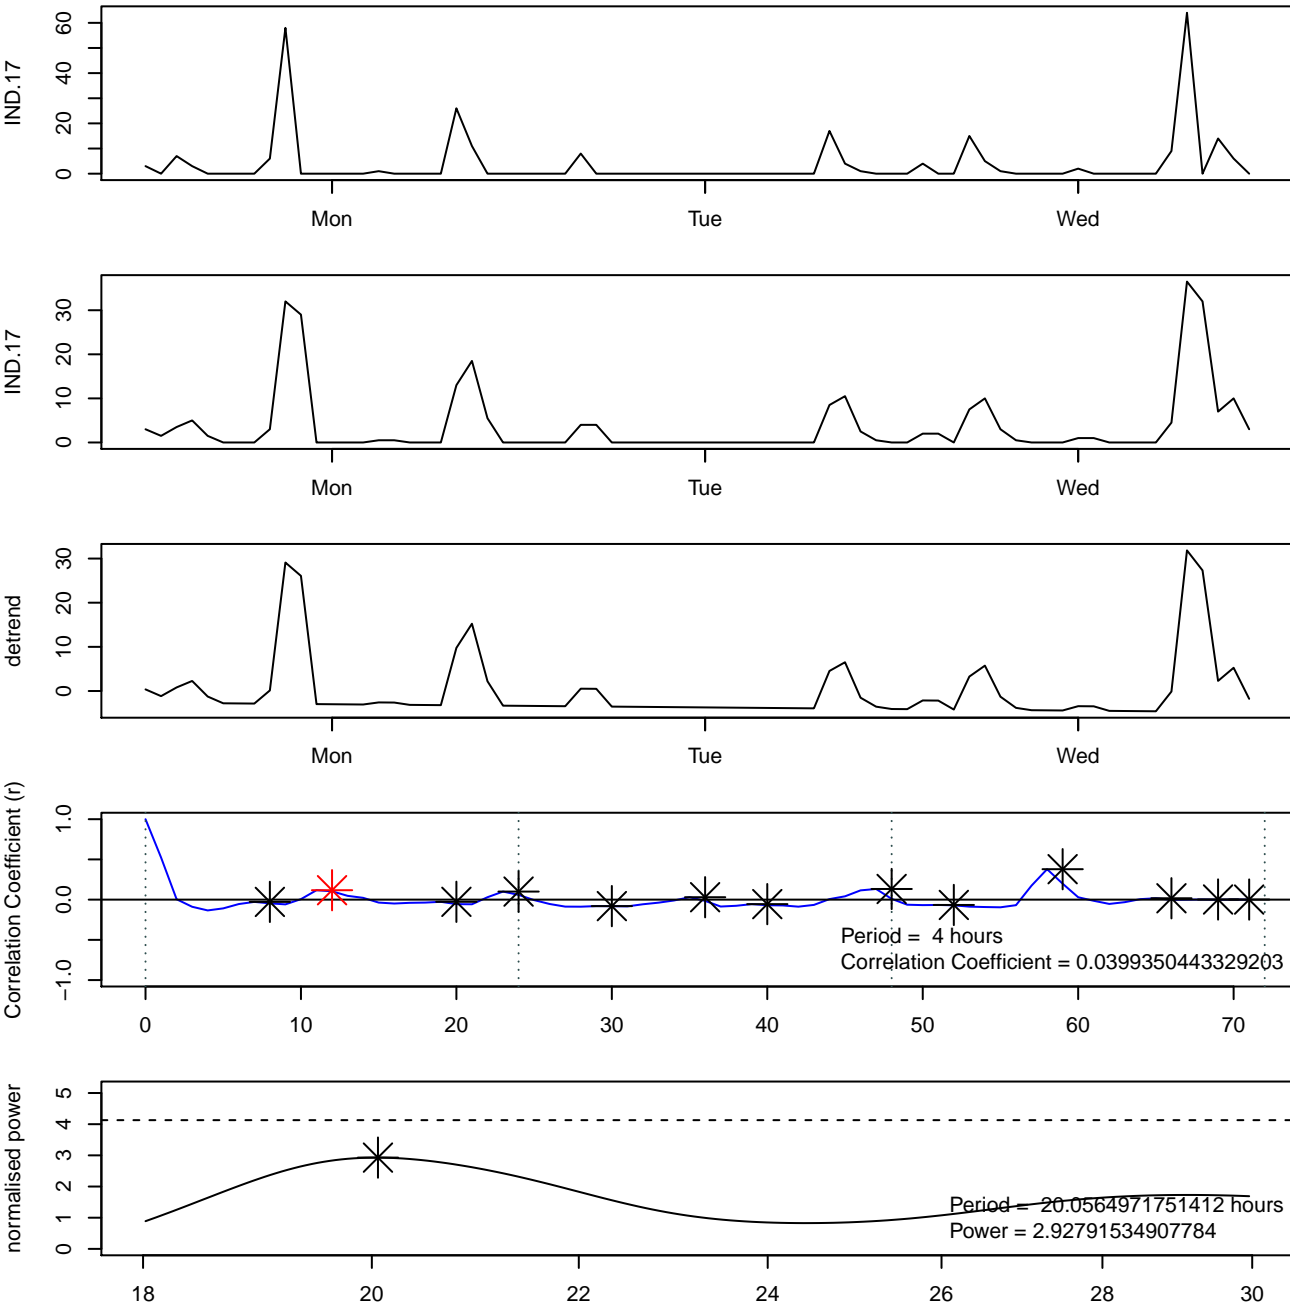 IND.17
0 20 40 60
Mon Tue Wed
IND.17
0 10 20 30
Mon Tue Wed
detrend
0 10 20 30
Mon Tue Wed
Correlation Coefficient (r)
-1.0 0.0 1.0
Period = 4 hours
Correlation Coefficient = 0.0399350443329203
0 10 20 30 40 50 60 70
normalised power
0 1 2 3 4 5
Period = 20.0564971751412 hours
Power = 2.92791534907784
18 20 22 24 26 28 30